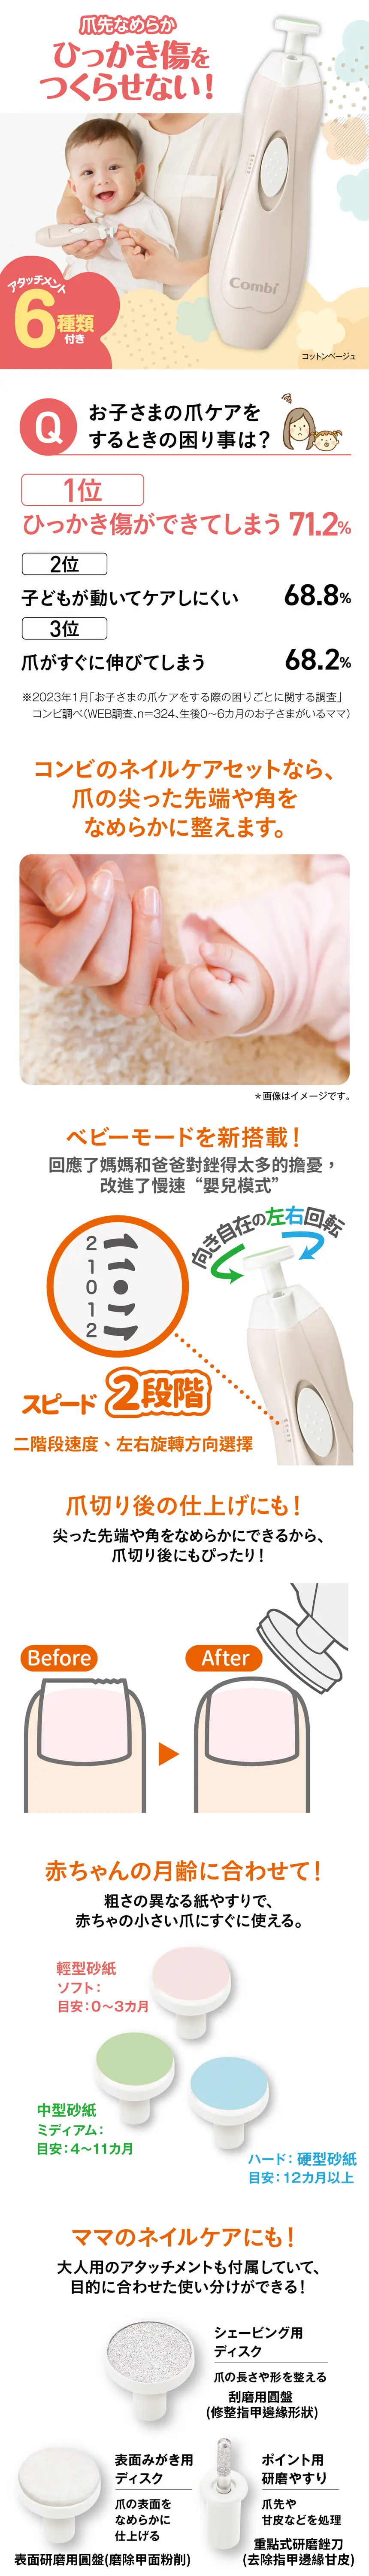 爪先なめらか
ひっかき傷を
つくらせない!
Combi
アタッチメント
6種類
付き
コットンベージュ
Q
お子さまの爪ケアを
するときの困り事は?
1位
ひっかき傷ができてしまう 71.2%
2位
子どもが動いてケアしにくい 68.8%
3位
爪がすぐに伸びてしまう 68.2%
※2023年1月「お子さまの爪ケアをする際の困りごとに関する調査」
コンビ調べ(WEB調査、n=324、生後0〜6カ月のお子さまがいるママ)
コンビのネイルケアセットなら、
爪の尖った先端や角を
なめらかに整えます。
*画像はイメージです。
ベビーモードを新搭載!
回應了媽媽和爸爸對銼得太多的擔憂,
改進了慢速“嬰兒模式”
向き自在の左右回転
2
1
0
1
2
スピード 2段階
二階段速度、左右旋轉方向選擇
爪切り後の仕上げにも!
尖った先端や角をなめらかにできるから、
爪切り後にもぴったり!
Before
After
赤ちゃんの月齢に合わせて!
粗さの異なる紙やすりで、
赤ちゃの小さい爪にすぐに使える。
輕型砂紙
ソフト:
目安:0〜3カ月
中型砂紙
ミディアム:
目安:4〜11カ月
ハード: 硬型砂紙
目安:12カ月以上
ママのネイルケアにも!
大人用のアタッチメントも付属していて、
目的に合わせた使い分けができる!
シェービング用
ディスク
爪の長さや形を整える
刮磨用圓盤
(修整指甲邊緣形狀)
表面みがき用
ディスク
爪の表面を
なめらかに
仕上げる
表面研磨用圓盤(磨除甲面粉削)
ポイント用
研磨やすり
爪先や
甘皮などを処理
重點式研磨銼刀
(去除指甲邊緣甘皮)